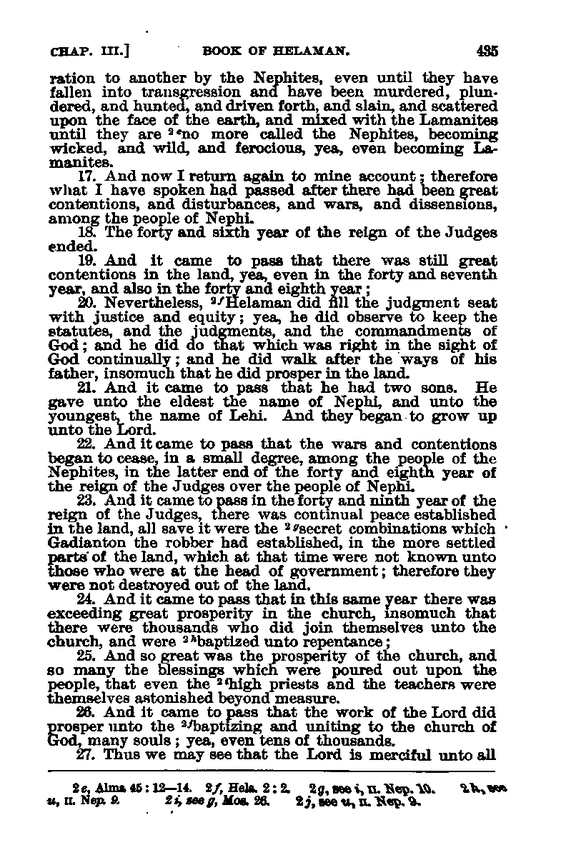 CHAP. III.] BOOK OF HELAMAN. 435
ration to another by the Nephites, even until they have
fallen into transgression and have been murdered, plun-
dered, and hunted, and driven forth, and slain, and scattered
upon the face of the earth, and mixed with the Lamanites
until they are ²ᵉno more called the Nephites, becoming
wicked, and wild, and ferocious, yea, even becoming La-
manites.
17. And now I return again to mine account; therefore
what I have spoken had passed after there had been great
contentions, and disturbances, and wars, and dissensions,
among the people of Nephi.
18. The forty and sixth year of the reign of the Judges
ended.
19. And it came to pass that there was still great
contentions in the land, yea, even in the forty and seventh
year, and also in the forty and eighth year;
20. Nevertheless, ²ᶠHelaman did fill the judgment seat
with justice and equity; yea, he did observe to keep the
statutes, and the judgments, and the commandments of
God; and he did do that which was right in the sight of
God continually; and he did walk after the ways of his
father, insomuch that he did prosper in the land.
21. And it came to pass that he had two sons. He
gave unto the eldest the name of Nephi, and unto the
youngest, the name of Lehi. And they began to grow up
unto the Lord.
22. And it came to pass that the wars and contentions
began to cease, in a small degree, among the people of the
Nephites, in the latter end of the forty and eighth year of
the reign of the Judges over the people of Nephi.
23. And it came to pass in the forty and ninth year of the
reign of the Judges, there was continual peace established
in the land, all save it were the ²ᵍsecret combinations which
Gadianton the robber had established, in the more settled
parts of the land, which at that time were not known unto
those who were at the head of government; therefore they
were not destroyed out of the land.
24. And it came to pass that in this same year there was
exceeding great prosperity in the church, insomuch that
there were thousands who did join themselves unto the
church, and were ²ʰbaptized unto repentance;
25. And so great was the prosperity of the church, and
so many the blessings which were poured out upon the
people, that even the ²ⁱhigh priests and the teachers were
themselves astonished beyond measure.
26. And it came to pass that the work of the Lord did
prosper unto the ²ʲbaptizing and uniting to the church of
God, many souls; yea, even tens of thousands.
27. Thus we may see that the Lord is merciful unto all
2e, Alma 45:12—14. 2f, Hela. 2:2. 2g, see i, II. Nep. 10. 2h, see
u, II. Nep. 9. 2i, see g, Mos. 26. 2j, see u, II. Nep. 9.